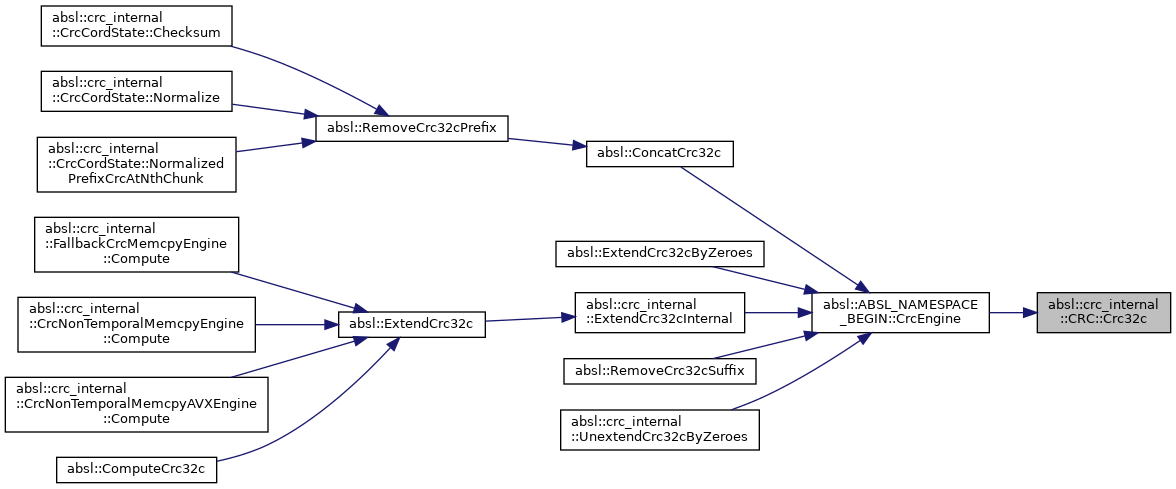 absl::crc_internal
::CrcCordState::Checksum
absl::crc_internal
::CrcCordState::Normalize
absl::RemoveCrc32cPrefix
absl::crc_internal
::CrcCordState::Normalized
PrefixCrcAtNthChunk
absl::ConcatCrc32c
absl::crc_internal
::FallbackCrcMemcpyEngine
::Compute
absl::ExtendCrc32cByZeroes
absl::crc_internal
::CrcNonTemporalMemcpyEngine
::Compute
absl::ExtendCrc32c
absl::crc_internal
::ExtendCrc32cInternal
absl::ABSL_NAMESPACE
_BEGIN::CrcEngine
absl::crc_internal
::CRC::Crc32c
absl::RemoveCrc32cSuffix
absl::crc_internal
::CrcNonTemporalMemcpyAVXEngine
::Compute
absl::crc_internal
::UnextendCrc32cByZeroes
absl::ComputeCrc32c